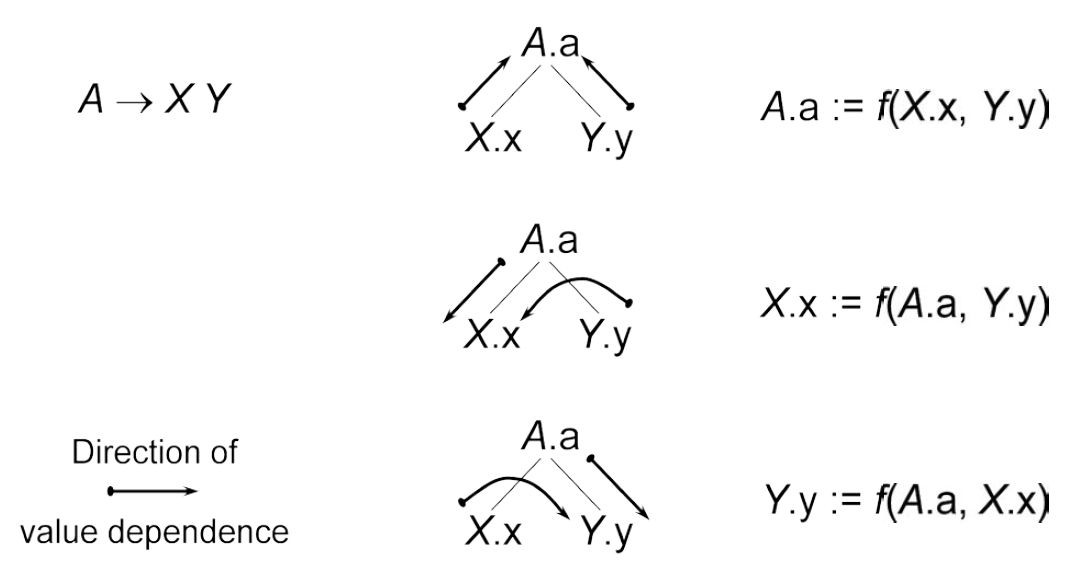 A.a
A → X Y
A.a := f(X.x, Y.y)
X.x Y.y
A.a
X.x := f(A.a, Y.y)
X.x Y.y
A.a
Direction of
Y.y := f(A.a, X.x)
value dependence
X.x Y.y